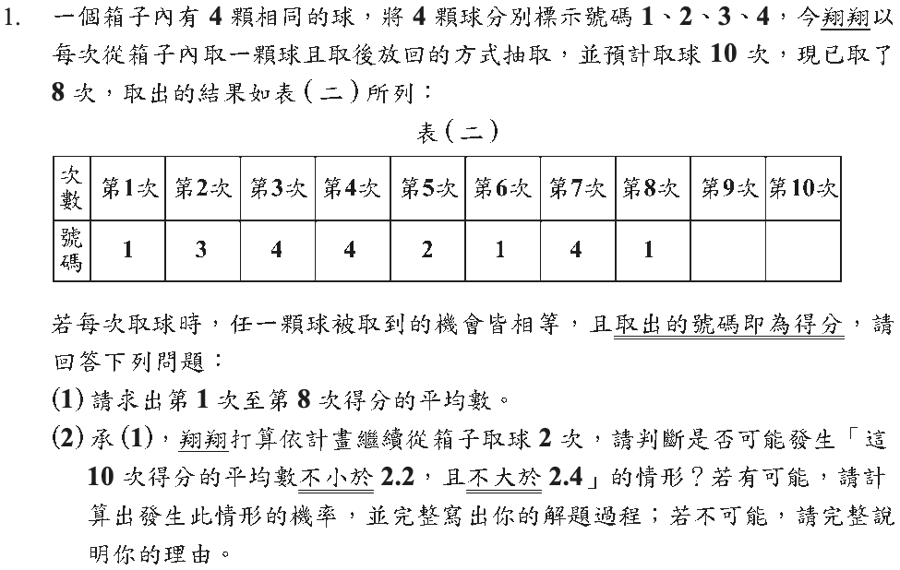 1. 一個箱子內有 4 顆相同的球，將 4 顆球分別標示號碼 1、2、3、4，今翔翔以
每次從箱子內取一顆球且取後放回的方式抽取，並預計取球 10 次，現已取了
8 次，取出的結果如表(二)所列：
表(二)
次數 第1次 第2次 第3次 第4次 第5次 第6次 第7次 第8次 第9次 第10次
號碼 1 3 4 4 2 1 4 1
若每次取球時，任一顆球被取到的機會皆相等，且取出的號碼即為得分，請
回答下列問題：
(1) 請求出第 1 次至第 8 次得分的平均數。
(2) 承(1)，翔翔打算依計畫繼續從箱子取球 2 次，請判斷是否可能發生「這
10 次得分的平均數不小於 2.2，且不大於 2.4」的情形？若有可能，請計
算出發生此情形的機率，並完整寫出你的解題過程；若不可能，請完整說
明你的理由。